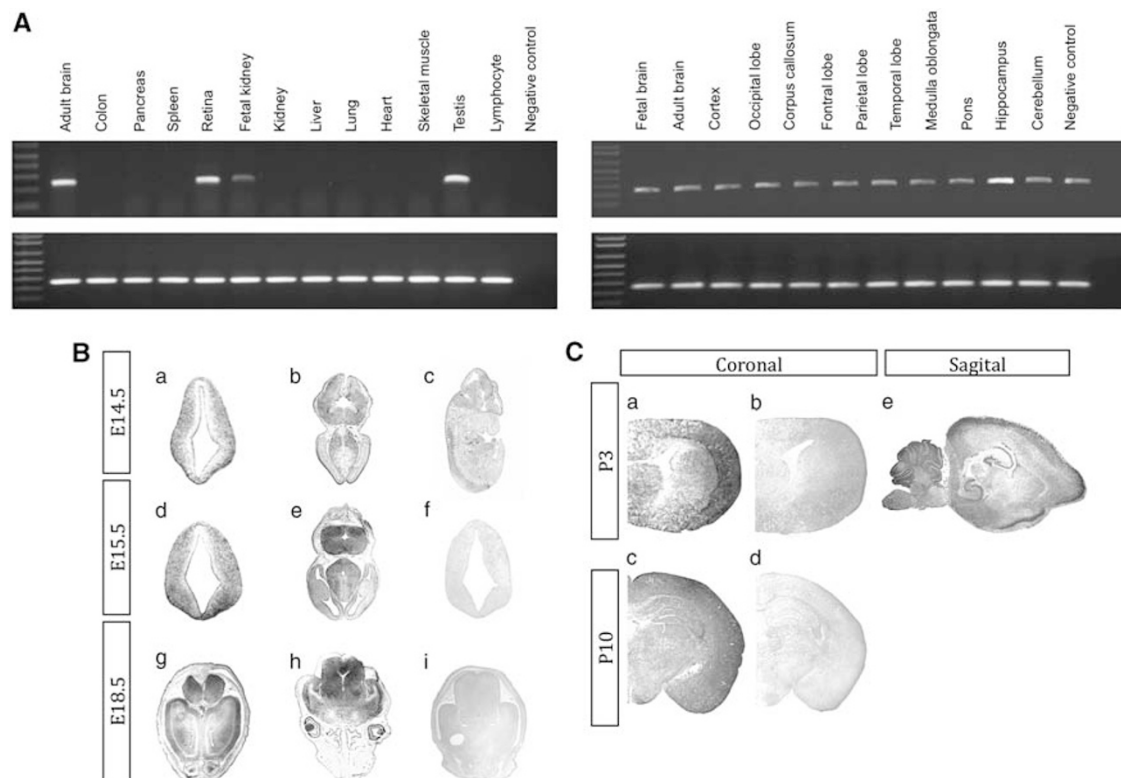 A
Adult brain
Colon
Pancreas
Spleen
Retina
Fetal kidney
Kidney
Liver
Lung
Heart
Skeletal muscle
Testis
Lymphocyte
Negative control
Fetal brain
Adult brain
Cortex
Occipital lobe
Corpus callosum
Fontral lobe
Parietal lobe
Temporal lobe
Medulla oblongata
Pons
Hippocampus
Cerebellum
Negative control
B
E14.5
a b c
E15.5
d e f
E18.5
g h i
C
Coronal Sagital
P3
a b e
P10
c d